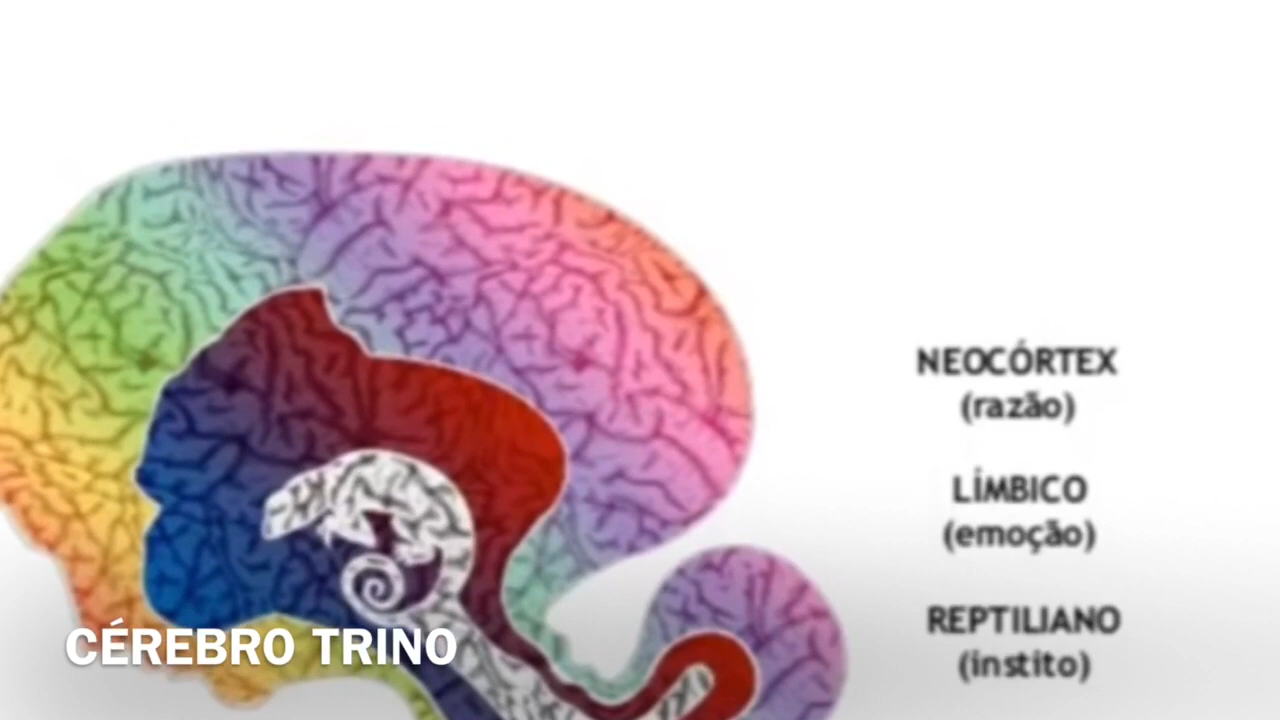 NEOCÓRTEX
(razão)
LÍMBICO
(emoção)
REPTILIANO
(instito)
CÉREBRO TRINO